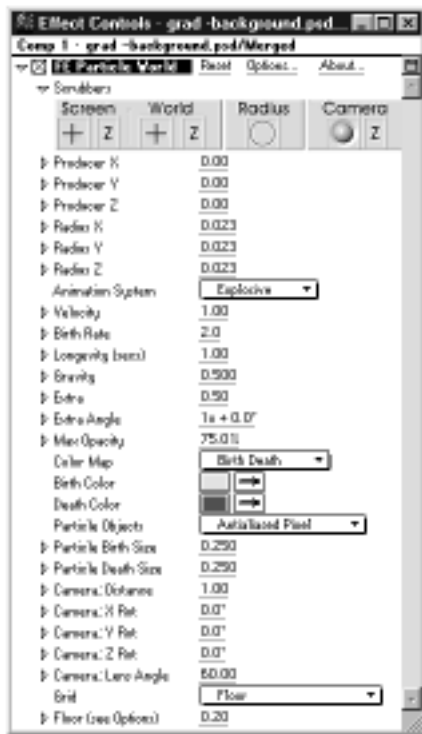 Effect Controls - grad -background.psd...
Comp 1 - grad -background.psd/Merged
FE Particle World Reset Options... About...
Scrubbers
Screen World Radius Camera
Z Z Z
Producer X 0.00
Producer Y 0.00
Producer Z 0.00
Radius X 0.023
Radius Y 0.023
Radius Z 0.023
Animation System Explosive
Velocity 1.00
Birth Rate 2.0
Longevity (secs) 1.00
Gravity 0.500
Extra 0.50
Extra Angle 1x + 0.0°
Max Opacity 75.0%
Color Map Birth Death
Birth Color
Death Color
Particle Objects Antialiased Pixel
Particle Birth Size 0.250
Particle Death Size 0.250
Camera: Distance 1.00
Camera: X Rot 0.0°
Camera: Y Rot 0.0°
Camera: Z Rot 0.0°
Camera: Lens Angle 60.00
Grid Floor
Floor (see Options) 0.20